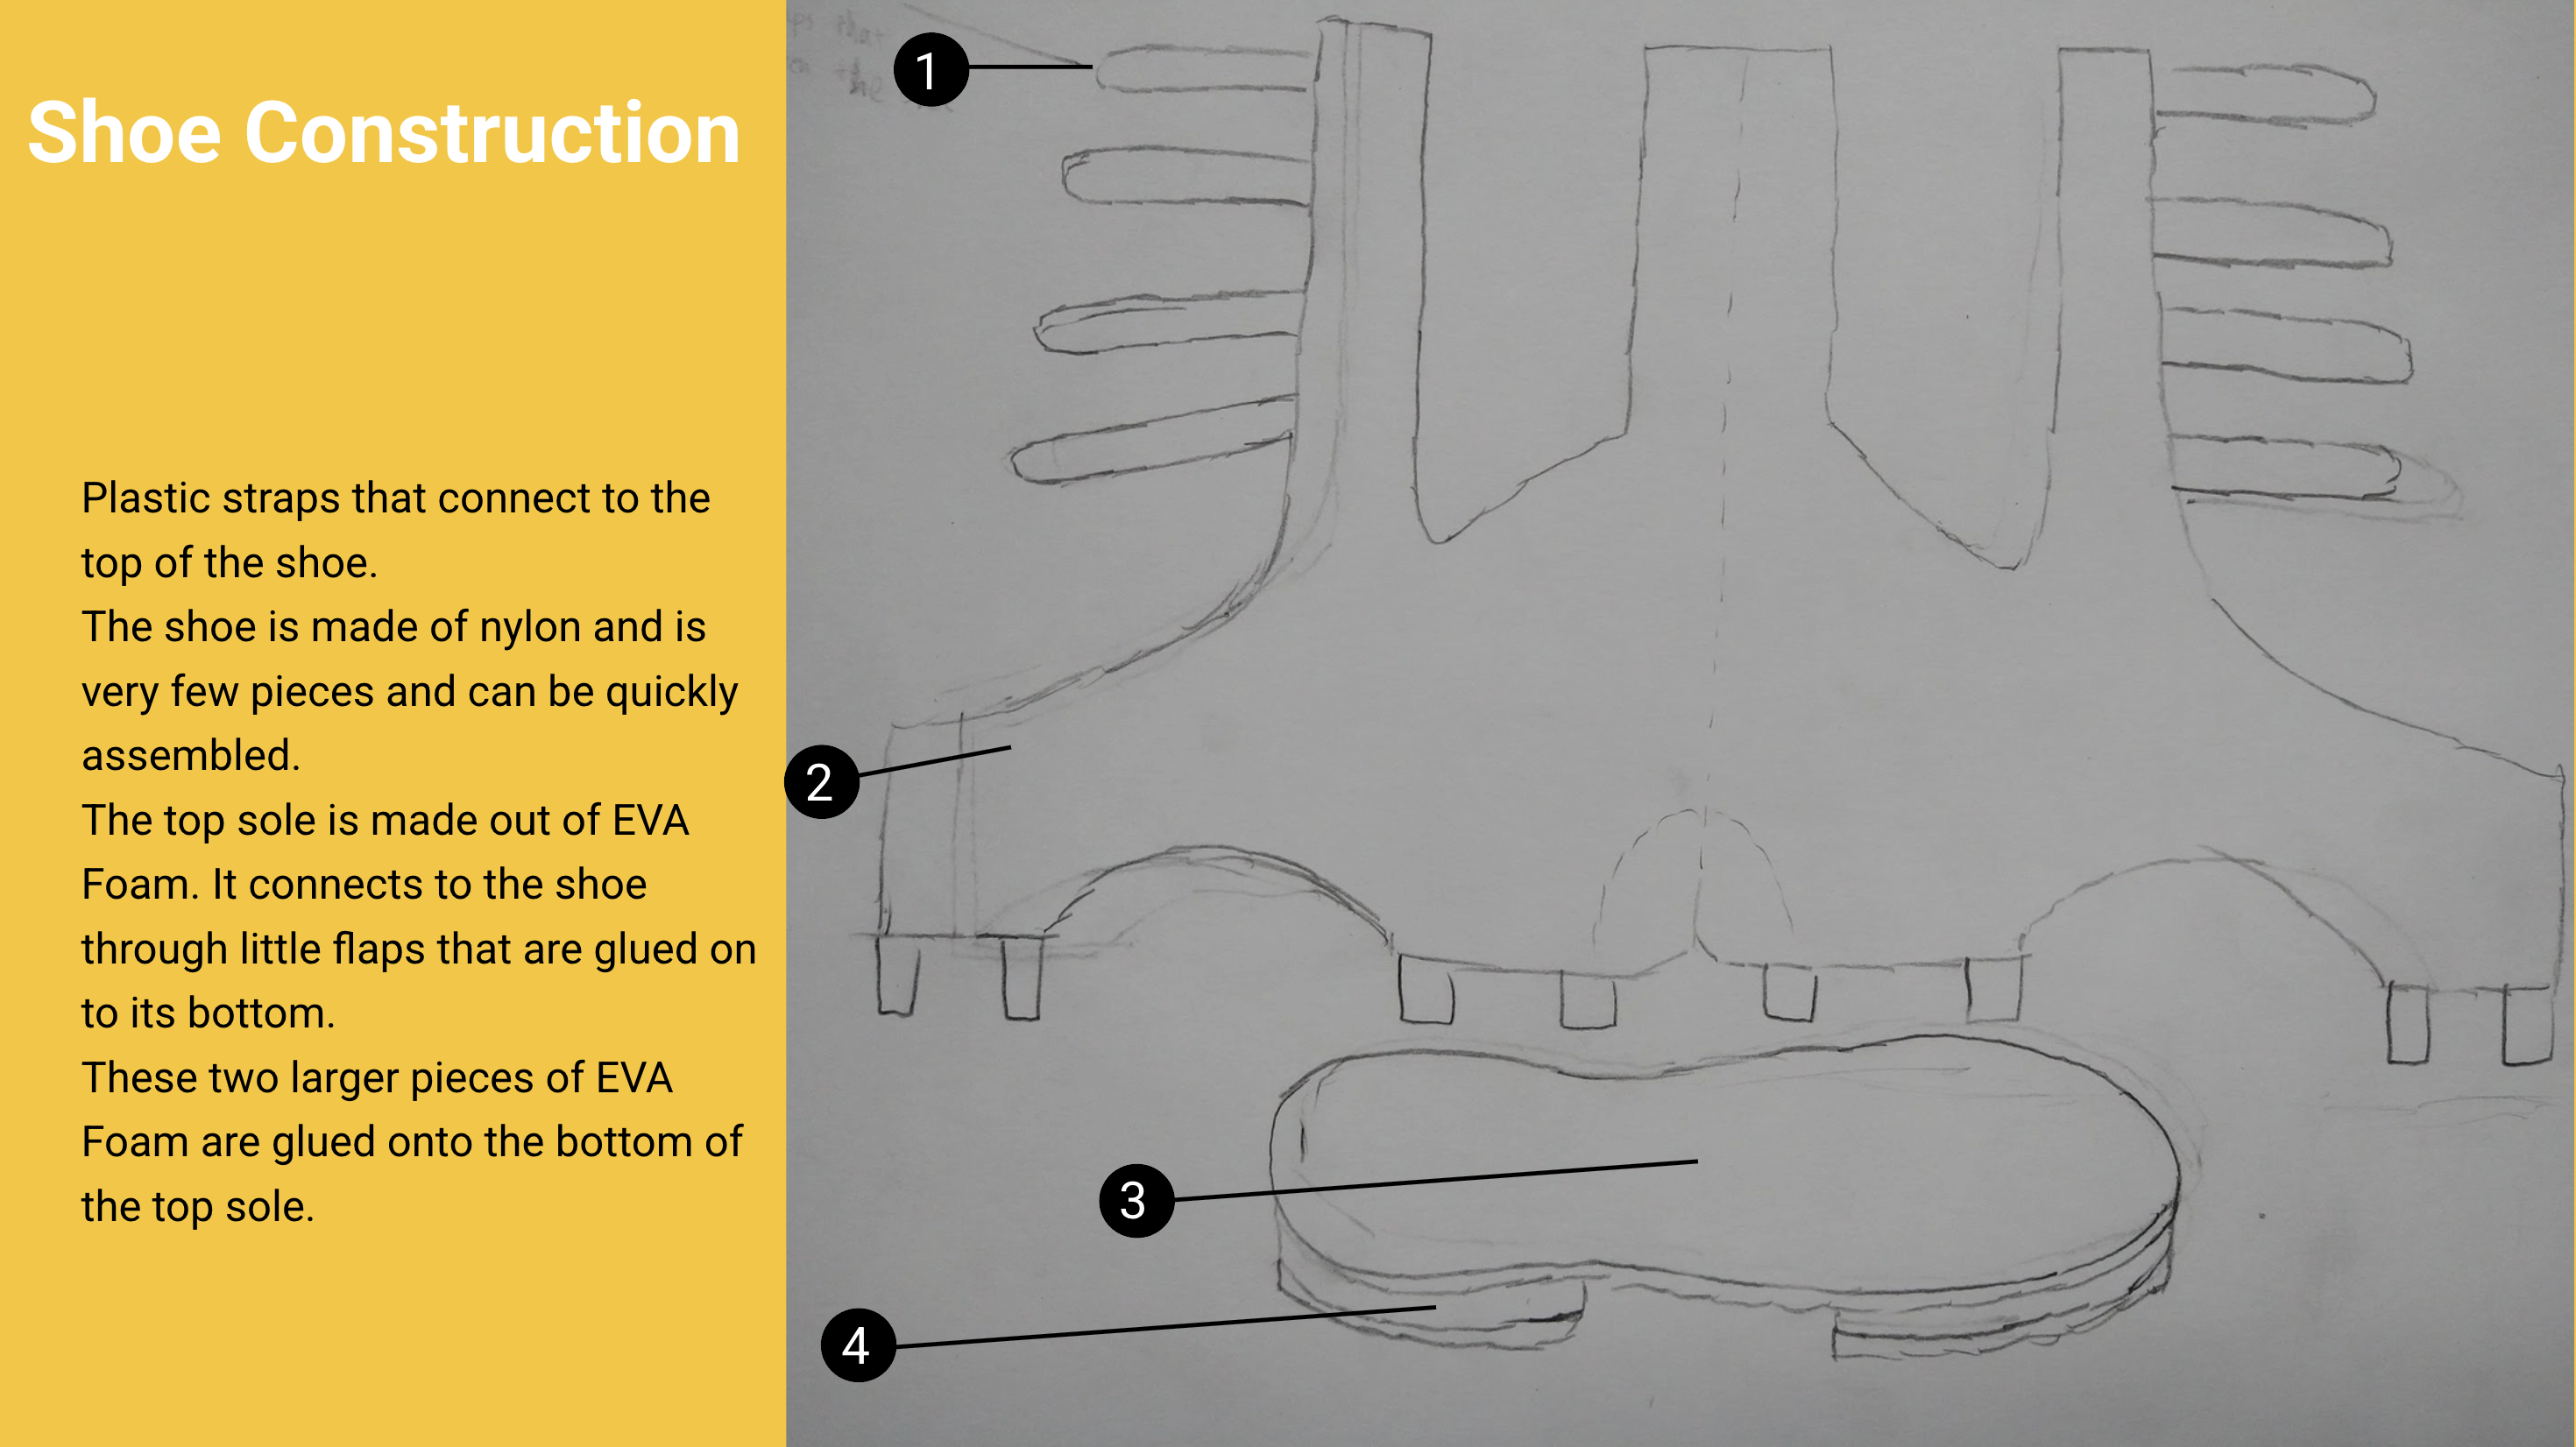 Shoe Construction
Plastic straps that connect to the
top of the shoe.
The shoe is made of nylon and is
very few pieces and can be quickly
assembled.
The top sole is made out of EVA
Foam. It connects to the shoe
through little flaps that are glued on
to its bottom.
These two larger pieces of EVA
Foam are glued onto the bottom of
the top sole.
1
2
3
4